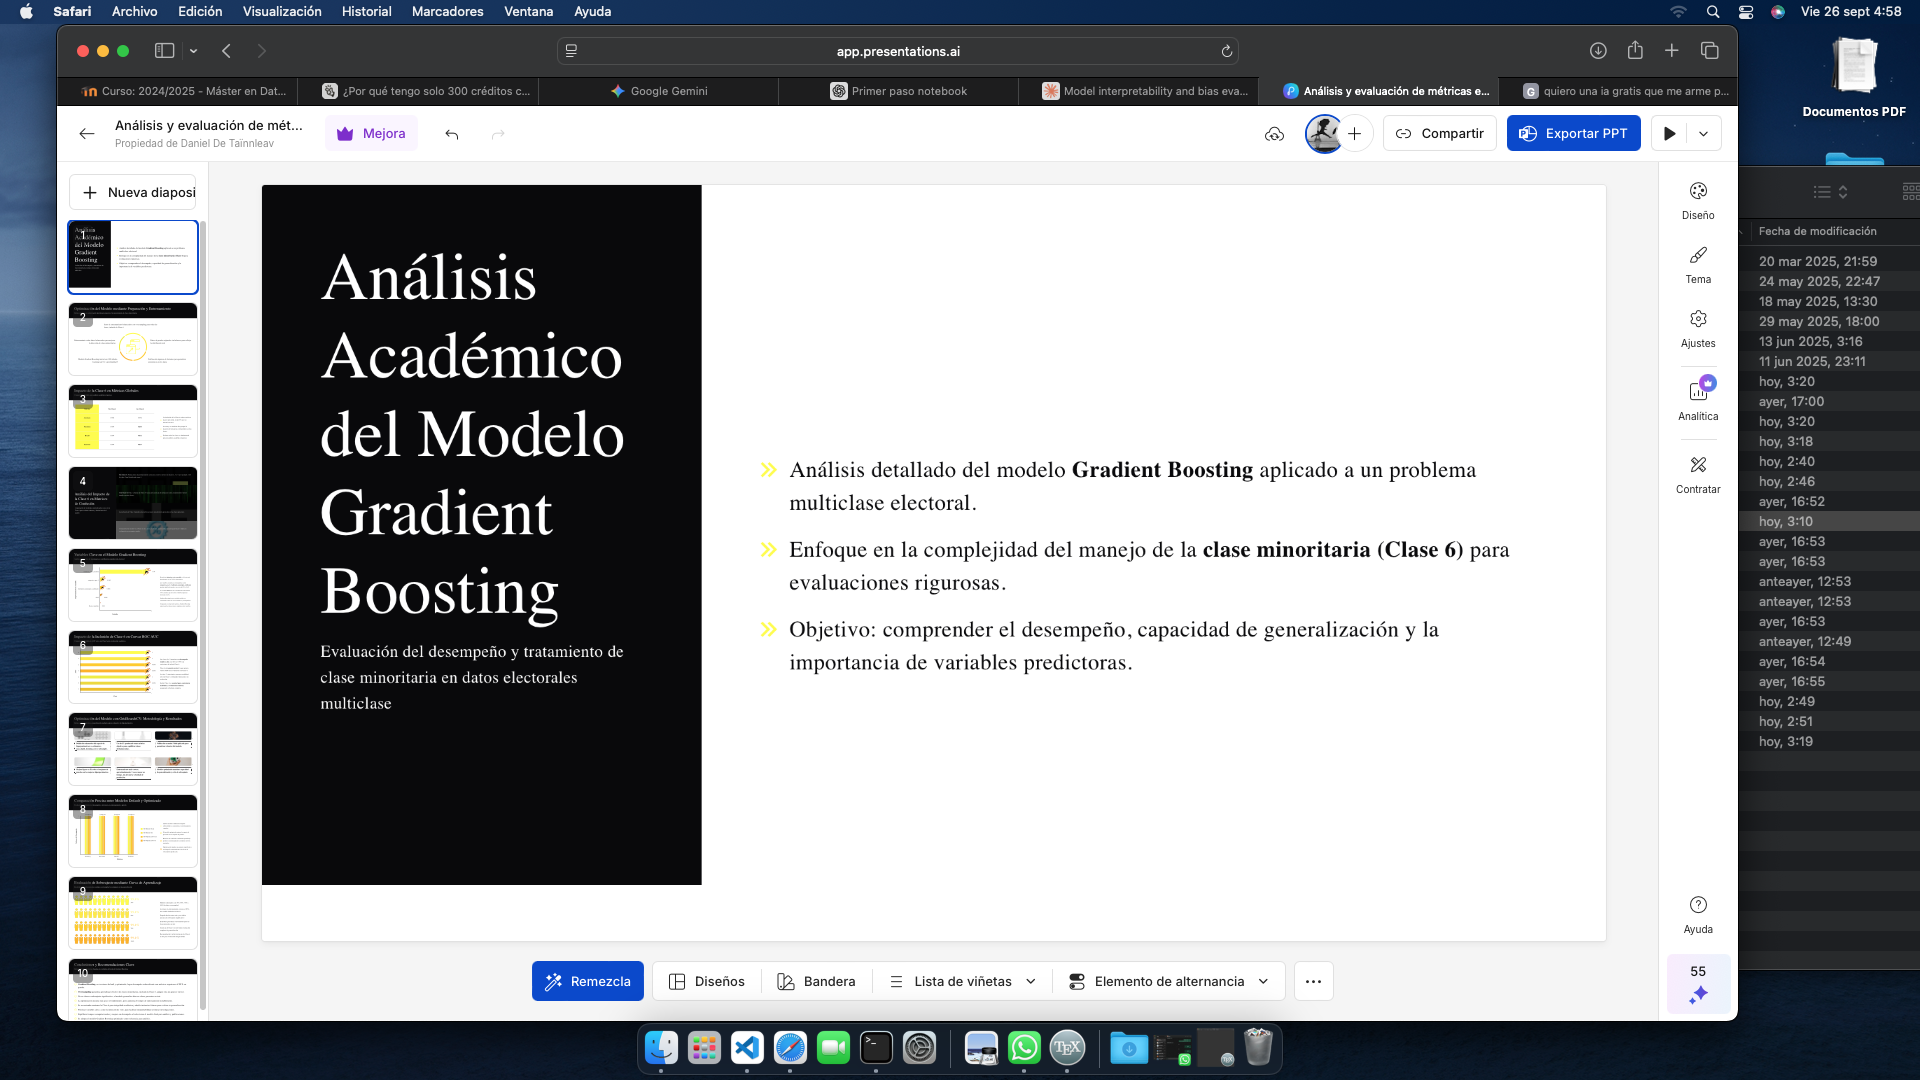 Safari Archivo Edición Visualización Historial Marcadores Ventana Ayuda Vie 26 sept 4:58
app.presentations.ai
Curso: 2024/2025 - Máster en Dat...
¿Por qué tengo solo 300 créditos c...
Google Gemini
Primer paso notebook
Model interpretability and bias eva...
Análisis y evaluación de métricas e...
quiero una ia gratis que me arme p...
Documentos PDF
Análisis y evaluación de mét...
Propiedad de Daniel De Tainnleav
Mejora
Compartir
Exportar PPT
Nueva diaposi
1
2
3
4
5
6
7
8
9
10
Análisis
Académico
del Modelo
Gradient
Boosting
Evaluación del desempeño y tratamiento de
clase minoritaria en datos electorales
multiclase
Análisis detallado del modelo Gradient Boosting aplicado a un problema
multiclase electoral.
Enfoque en la complejidad del manejo de la clase minoritaria (Clase 6) para
evaluaciones rigurosas.
Objetivo: comprender el desempeño, capacidad de generalización y la
importancia de variables predictoras.
Diseño
Tema
Ajustes
Analítica
Contratar
Ayuda
55
Remezcla
Diseños
Bandera
Lista de viñetas
Elemento de alternancia
Fecha de modificación
20 mar 2025, 21:59
24 may 2025, 22:47
18 may 2025, 13:30
29 may 2025, 18:00
13 jun 2025, 3:16
11 jun 2025, 23:11
hoy, 3:20
ayer, 17:00
hoy, 3:20
hoy, 3:18
hoy, 2:40
hoy, 2:46
ayer, 16:52
hoy, 3:10
ayer, 16:53
ayer, 16:53
anteayer, 12:53
anteayer, 12:53
ayer, 16:53
anteayer, 12:49
ayer, 16:54
ayer, 16:55
hoy, 2:49
hoy, 2:51
hoy, 3:19
TEX